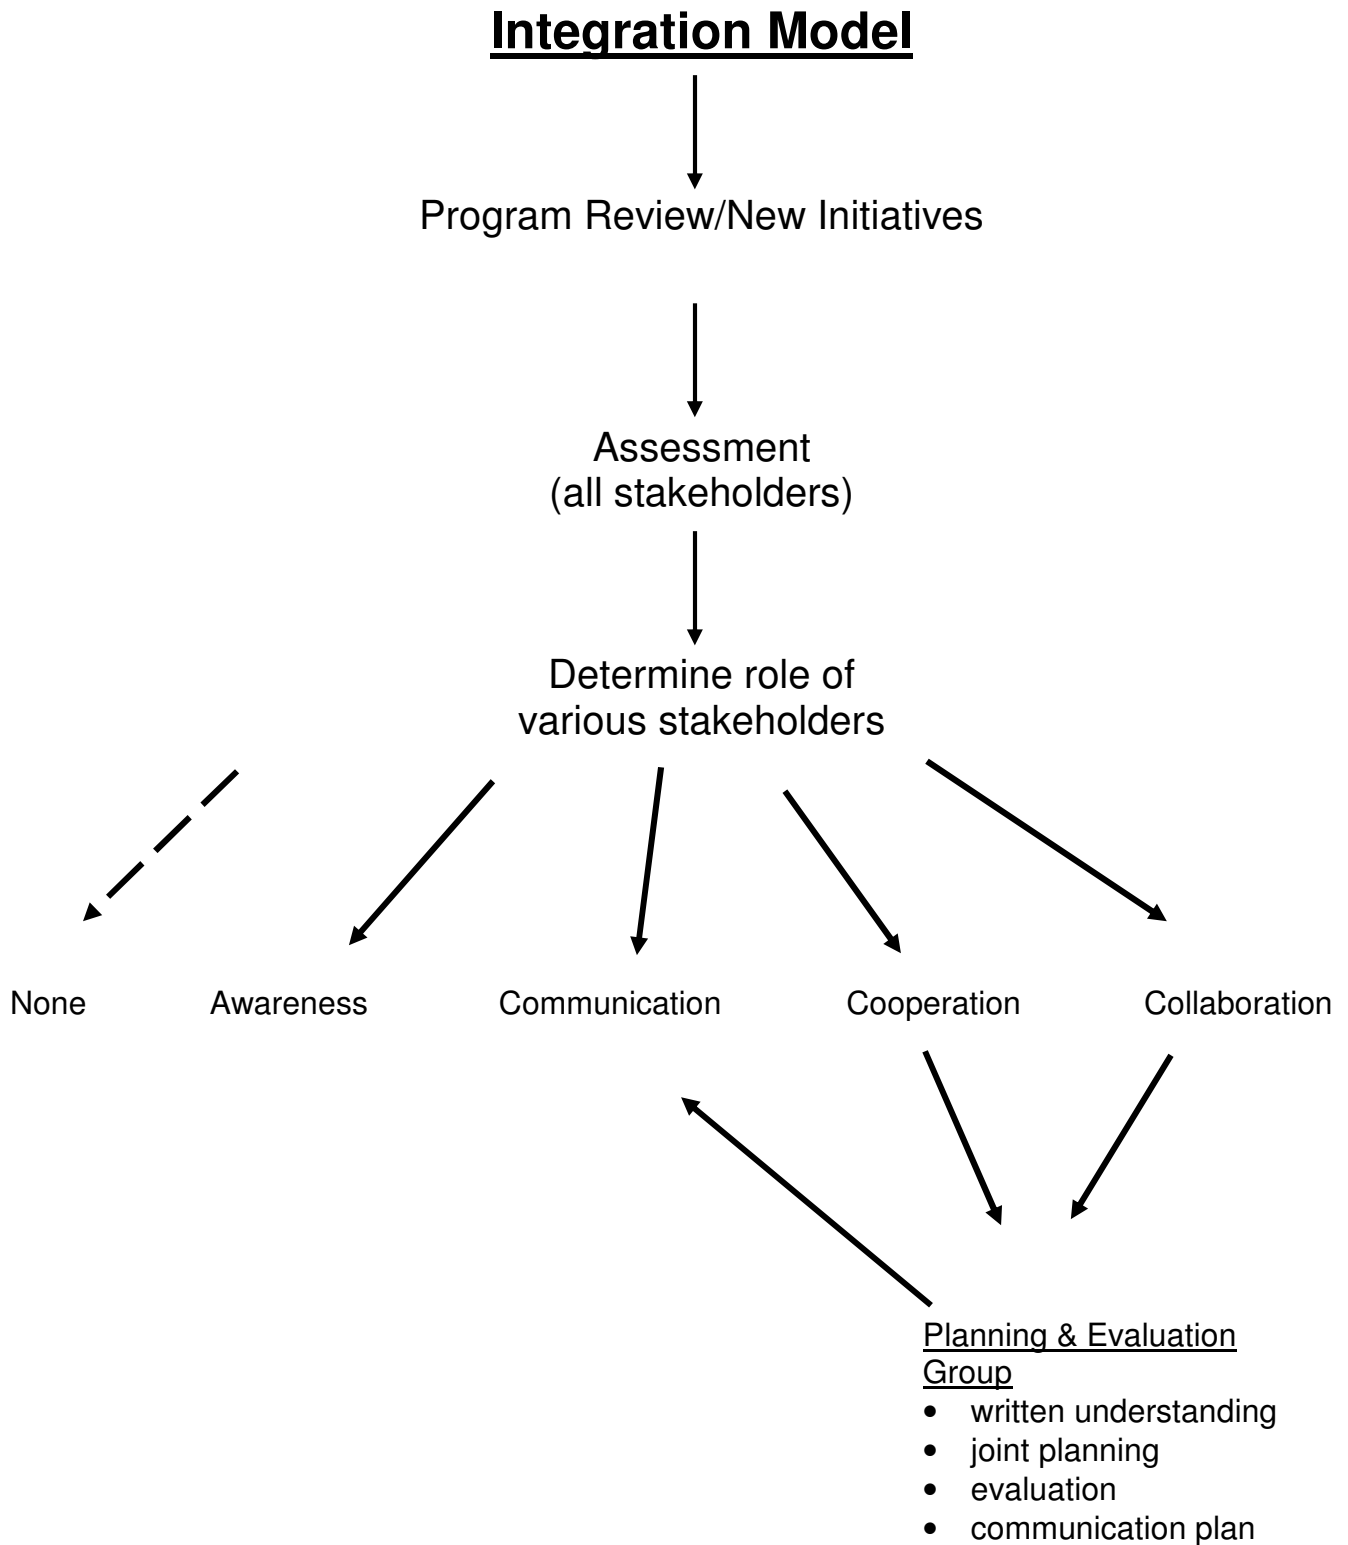 Integration Model
Program Review/New Initiatives
Assessment
(all stakeholders)
Determine role of
various stakeholders
None Awareness Communication Cooperation Collaboration
Planning & Evaluation
Group
• written understanding
• joint planning
• evaluation
• communication plan